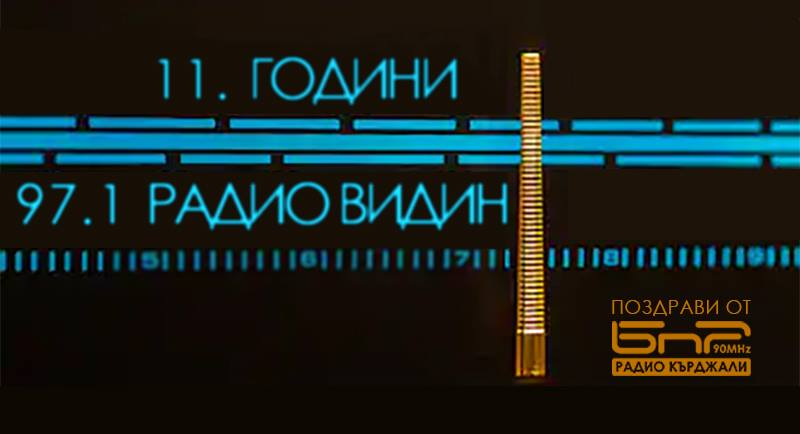 11. ГОДИНИ
97.1 РАДИО ВИДИН
5 6 7 8 9
ПОЗДРАВИ ОТ
БНР
90MHz
РАДИО КЪРДЖАЛИ